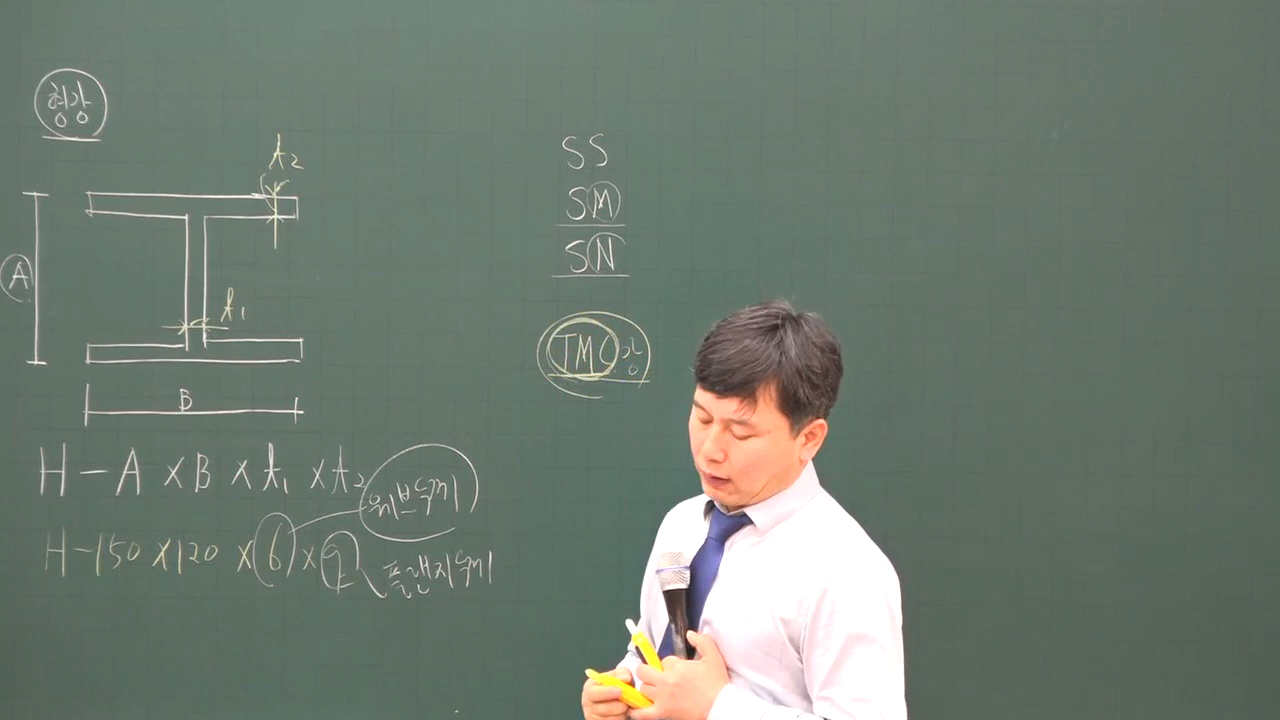 형강
t₂
A
t₁
B
H - A × B × t₁ × t₂
웨브두께
H - 150 × 120 × 6 × 9
플랜지두께
SS
SM
SN
TMC강